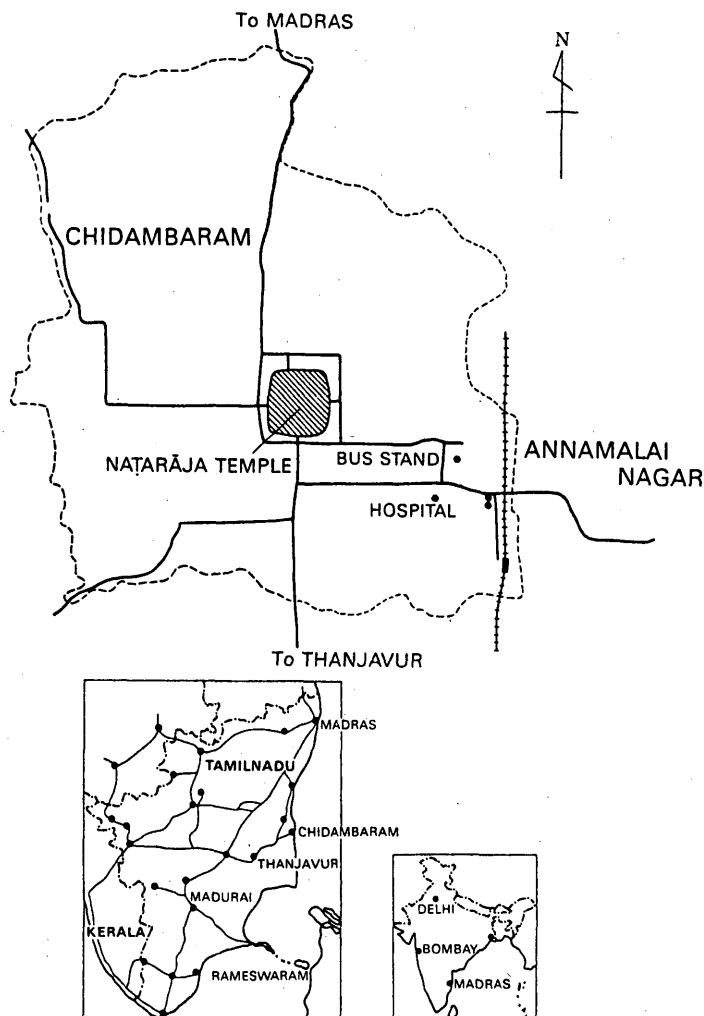 To MADRAS
N
CHIDAMBARAM
NAṬARĀJA TEMPLE
BUS STAND
ANNAMALAI
NAGAR
HOSPITAL
To THANJAVUR
MADRAS
TAMILNADU
CHIDAMBARAM
THANJAVUR
MADURAI
KERALA
RAMESWARAM
DELHI
BOMBAY
MADRAS